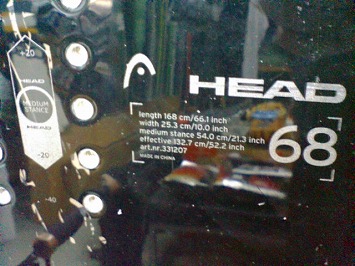 -20
HEAD
MEDIUM
STANCE
HEAD
-20
-40
HEAD
length 168 cm/66.1 inch
width 25.3 cm/10.0 inch
medium stance 54.0 cm/21.3 inch
effective 132.7 cm/52.2 inch
art.nr.331207
MADE IN CHINA
68